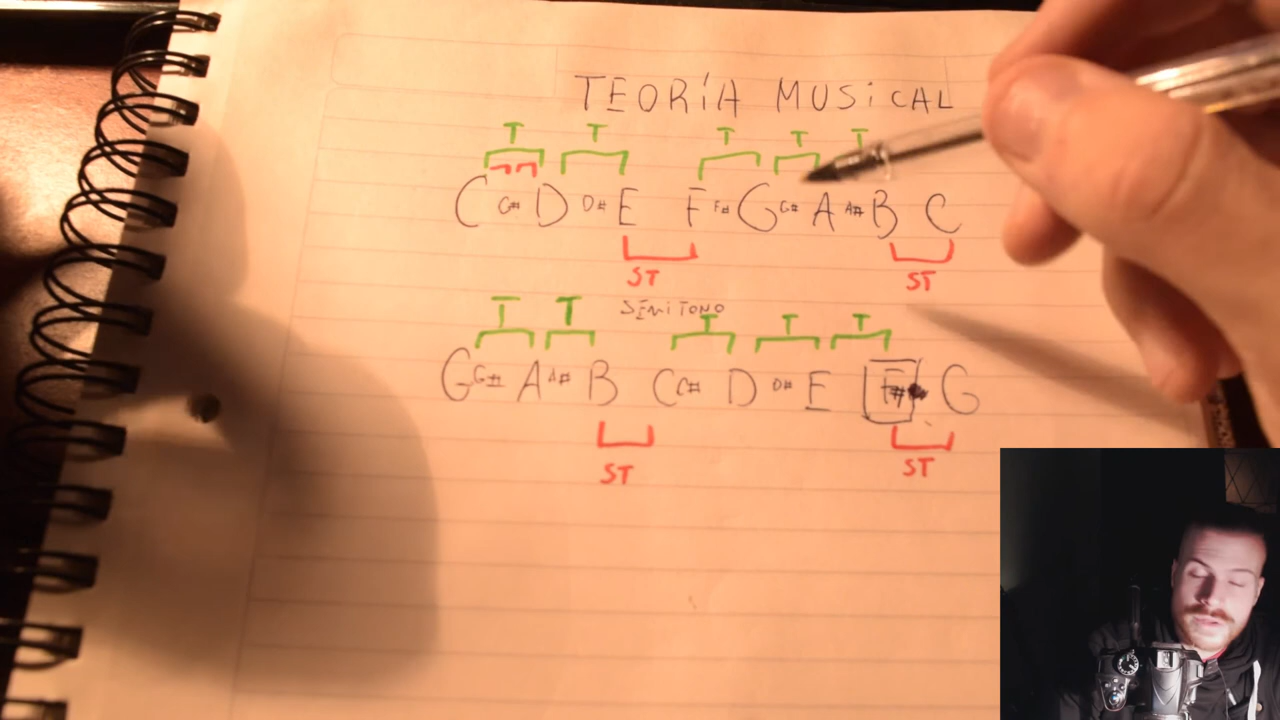 TEORÍA MUSICAL
T T T T T
C C# D D# E F F# G G# A A# B C
ST ST
SEMITONO
T T T T T
G G# A A# B C C# D D# E F# G
ST ST